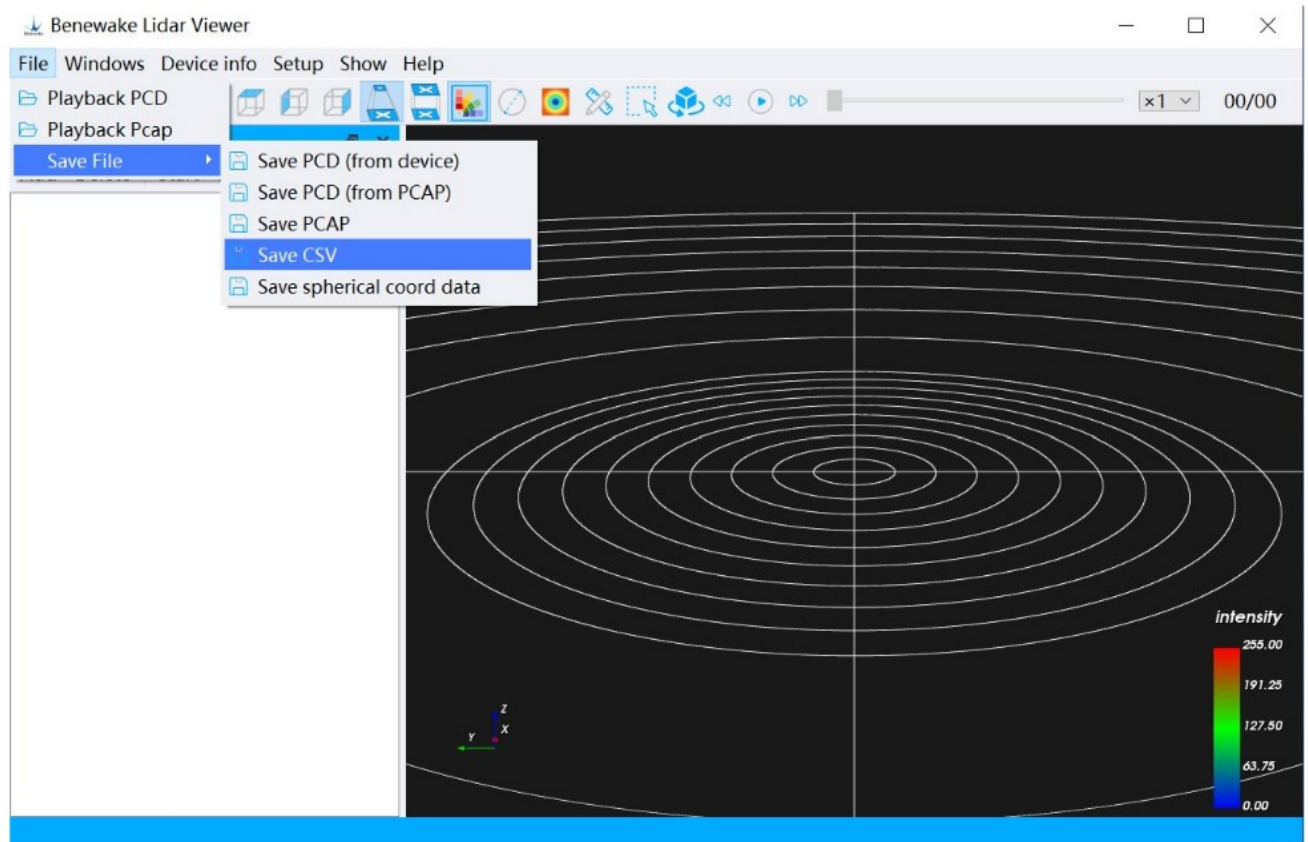 Benewake Lidar Viewer
File Windows Device info Setup Show Help
Playback PCD
x1 00/00
Playback Pcap
Save File
Save PCD (from device)
Save PCD (from PCAP)
Save PCAP
Save CSV
Save spherical coord data
intensity
255.00
191.25
127.50
63.75
0.00
Z
X
Y